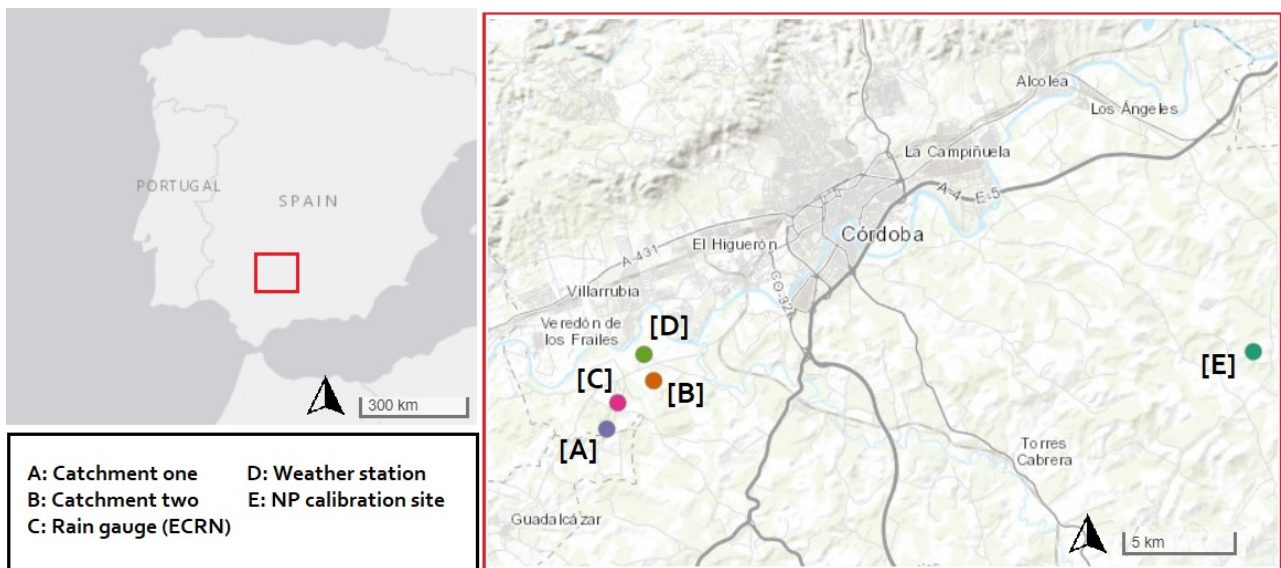 PORTUGAL
SPAIN
300 km
A: Catchment one
B: Catchment two
C: Rain gauge (ECRN)
D: Weather station
E: NP calibration site
Alcolea
Los Ángeles
La Campiñuela
A-4
E-5
Córdoba
El Higuerón
A-431
CO-32
Villarrubia
Veredón de
los Frailes
[D]
[E]
[B]
[C]
[A]
Torres
Cabrera
Guadalcázar
5 km